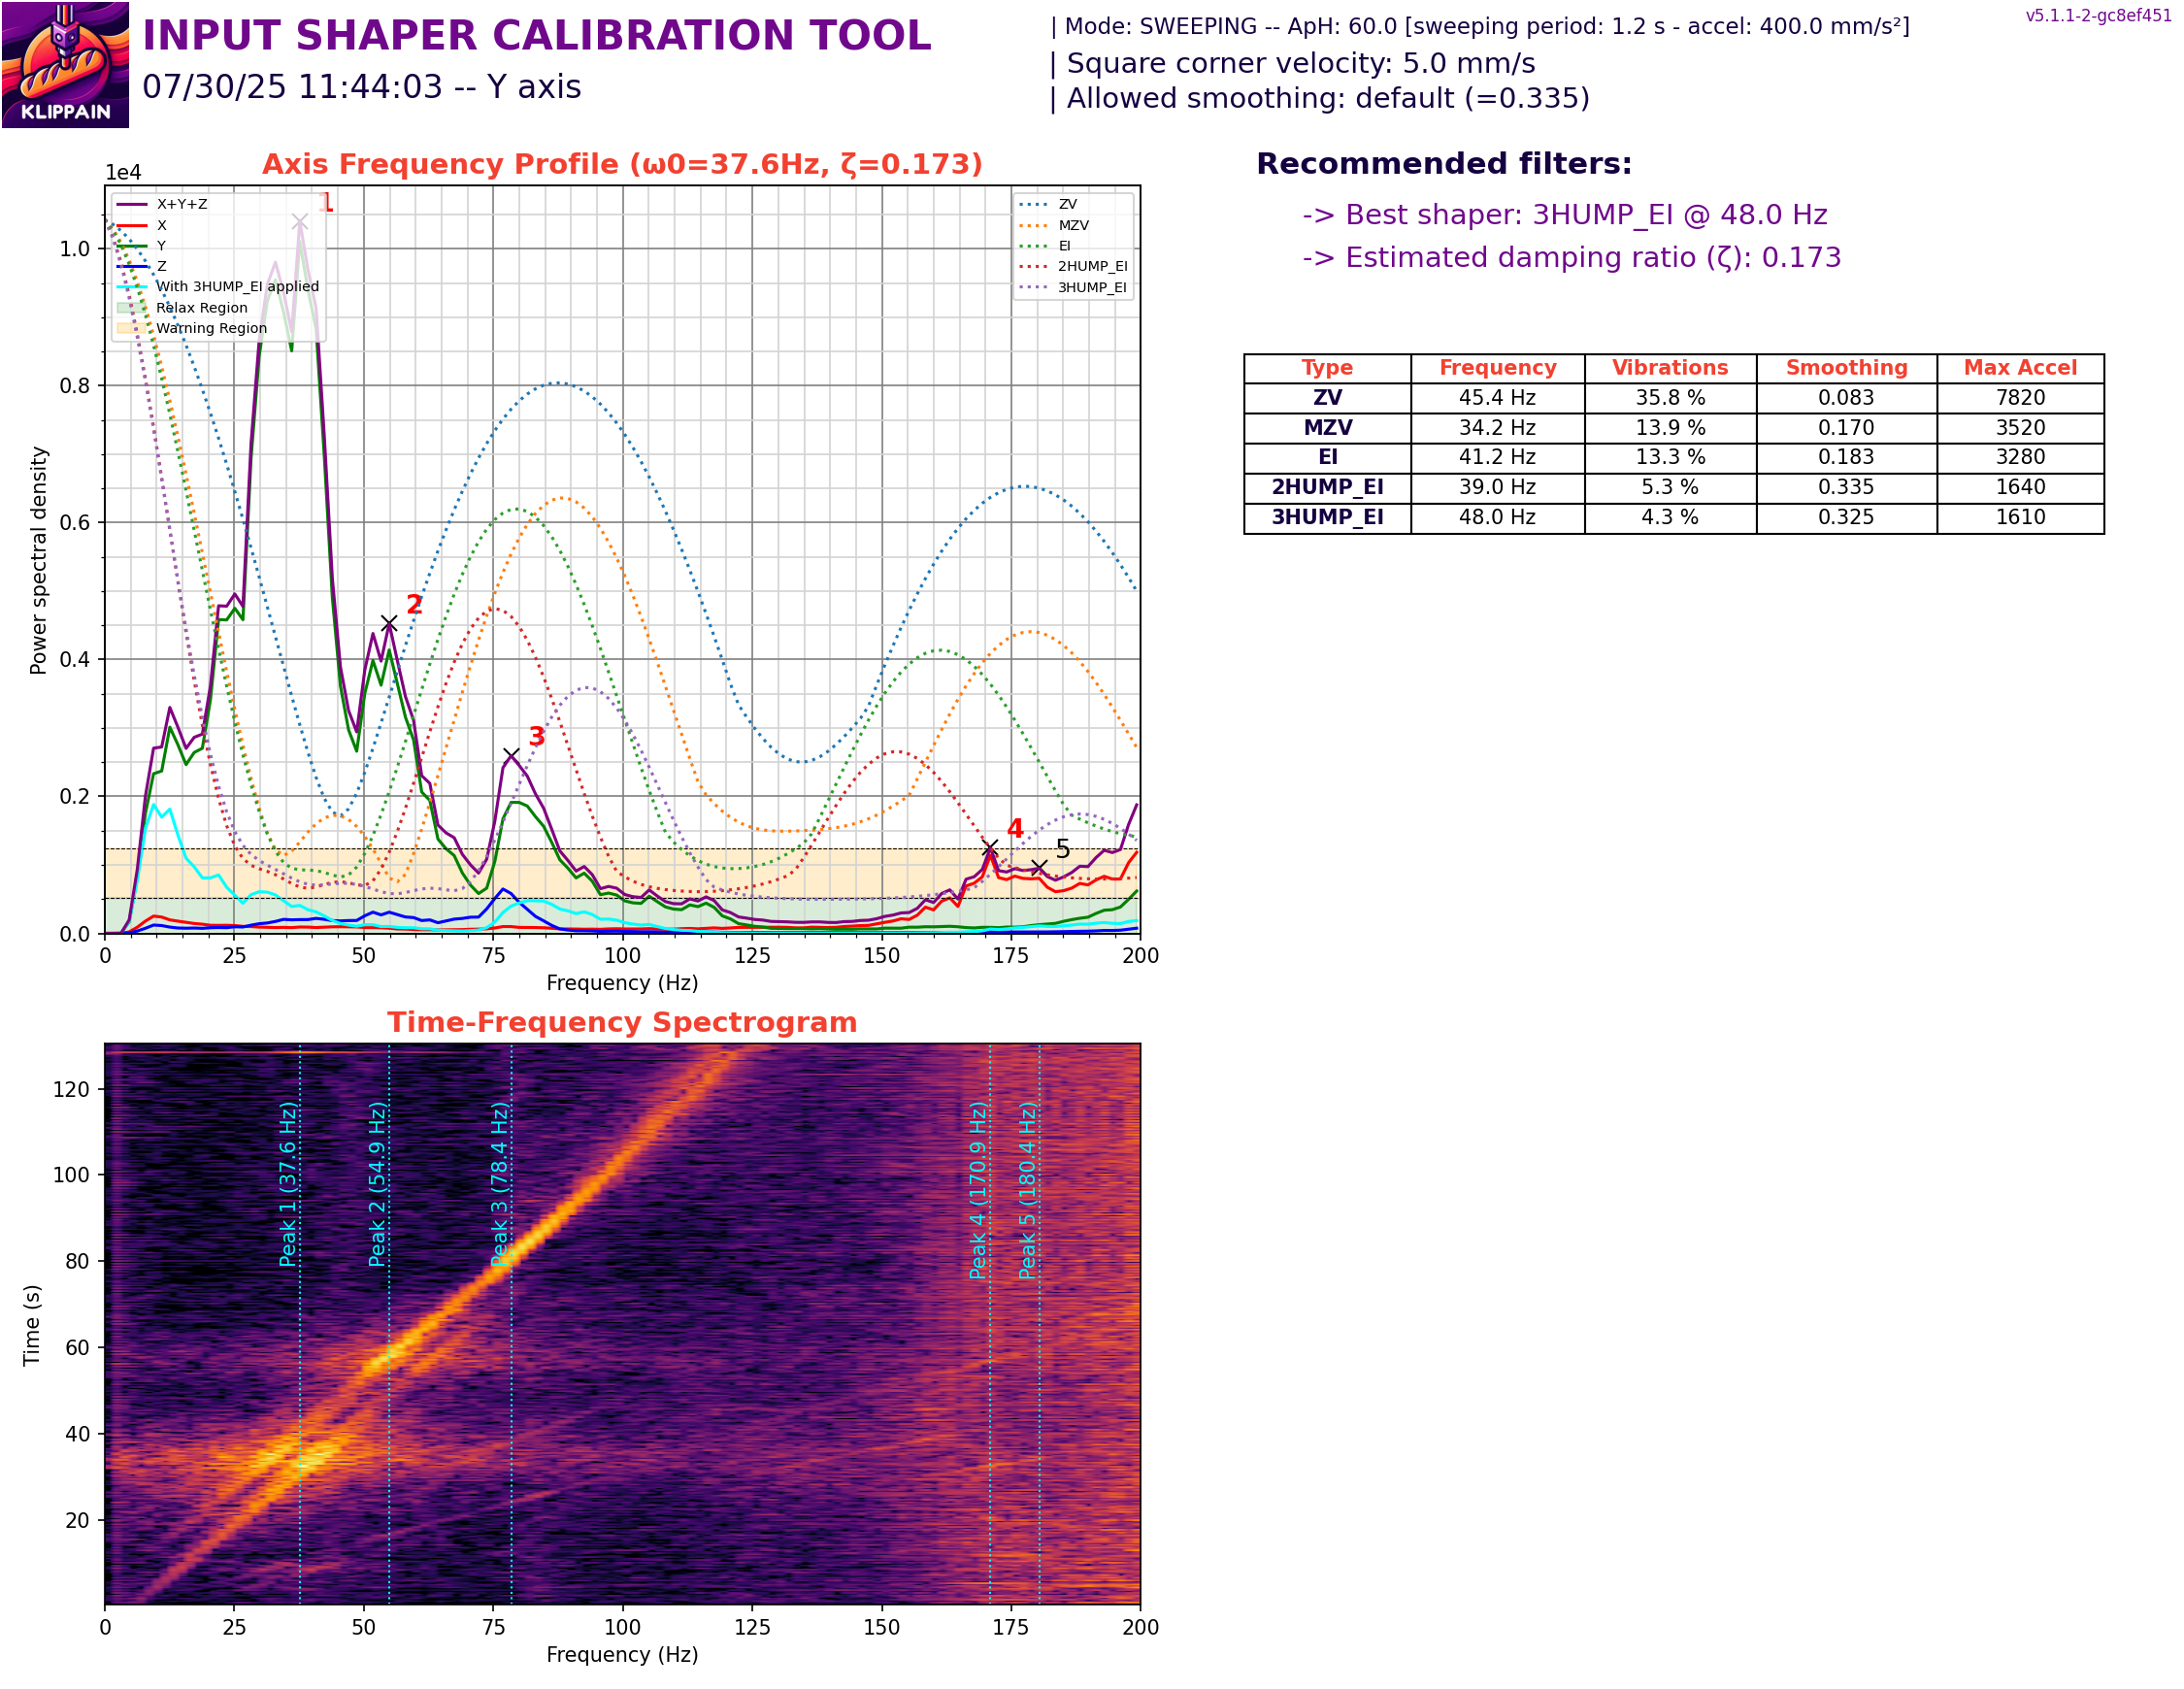 KLIPPAIN
INPUT SHAPER CALIBRATION TOOL
07/30/25 11:44:03 -- Y axis
| Mode: SWEEPING -- ApH: 60.0 [sweeping period: 1.2 s - accel: 400.0 mm/s²]
| Square corner velocity: 5.0 mm/s
| Allowed smoothing: default (=0.335)
v5.1.1-2-gc8ef451
Axis Frequency Profile (ω0=37.6Hz, ζ=0.173)
1e4
X+Y+Z
X
Y
Z
With 3HUMP_EI applied
Relax Region
Warning Region
ZV
MZV
EI
2HUMP_EI
3HUMP_EI
1
2
3
4
5
Power spectral density
1.0
0.8
0.6
0.4
0.2
0.0
0 25 50 75 100 125 150 175 200
Frequency (Hz)
Recommended filters:
-> Best shaper: 3HUMP_EI @ 48.0 Hz
-> Estimated damping ratio (ζ): 0.173
Type Frequency Vibrations Smoothing Max Accel
ZV 45.4 Hz 35.8 % 0.083 7820
MZV 34.2 Hz 13.9 % 0.170 3520
EI 41.2 Hz 13.3 % 0.183 3280
2HUMP_EI 39.0 Hz 5.3 % 0.335 1640
3HUMP_EI 48.0 Hz 4.3 % 0.325 1610
Time-Frequency Spectrogram
Time (s)
120
100
80
60
40
20
Peak 1 (37.6 Hz)
Peak 2 (54.9 Hz)
Peak 3 (78.4 Hz)
Peak 4 (170.9 Hz)
Peak 5 (180.4 Hz)
0 25 50 75 100 125 150 175 200
Frequency (Hz)